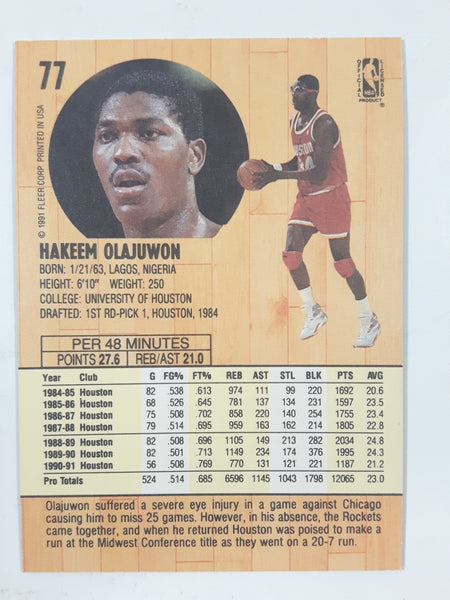 77
OFFICIAL LICENSED
NBA
PRODUCT ®
© 1991 FLEER CORP. PRINTED IN USA
HAKEEM OLAJUWON
BORN: 1/21/63, LAGOS, NIGERIA
HEIGHT: 6'10" WEIGHT: 250
COLLEGE: UNIVERSITY OF HOUSTON
DRAFTED: 1ST RD-PICK 1, HOUSTON, 1984
PER 48 MINUTES
POINTS 27.6 REB/AST 21.0
Year Club G FG% FT% REB AST STL BLK PTS AVG
1984-85 Houston 82 .538 .613 974 111 99 220 1692 20.6
1985-86 Houston 68 .526 .645 781 137 134 231 1597 23.5
1986-87 Houston 75 .508 .702 858 220 140 254 1755 23.4
1987-88 Houston 79 .514 .695 959 163 162 214 1805 22.8
1988-89 Houston 82 .508 .696 1105 149 213 282 2034 24.8
1989-90 Houston 82 .501 .713 1149 234 174 376 1995 24.3
1990-91 Houston 56 .508 .769 770 131 121 221 1187 21.2
Pro Totals 524 .514 .685 6596 1145 1043 1798 12065 23.0
Olajuwon suffered a severe eye injury in a game against Chicago
causing him to miss 25 games. However, in his absence, the Rockets
came together, and when he returned Houston was poised to make a
run at the Midwest Conference title as they went on a 20-7 run.